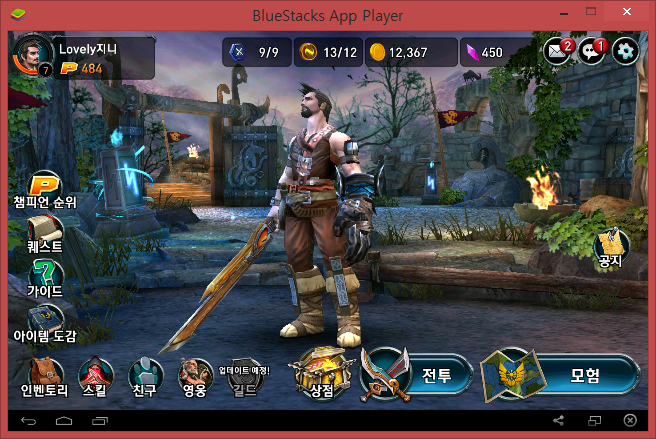 BlueStacks App Player
Lovely지니
7
P 484
9/9
13/12
12,367
450
2
1
챔피언 순위
퀘스트
가이드
아이템 도감
공지
인벤토리
스킬
친구
영웅
업데이트 예정!
길드
상점
전투
모험